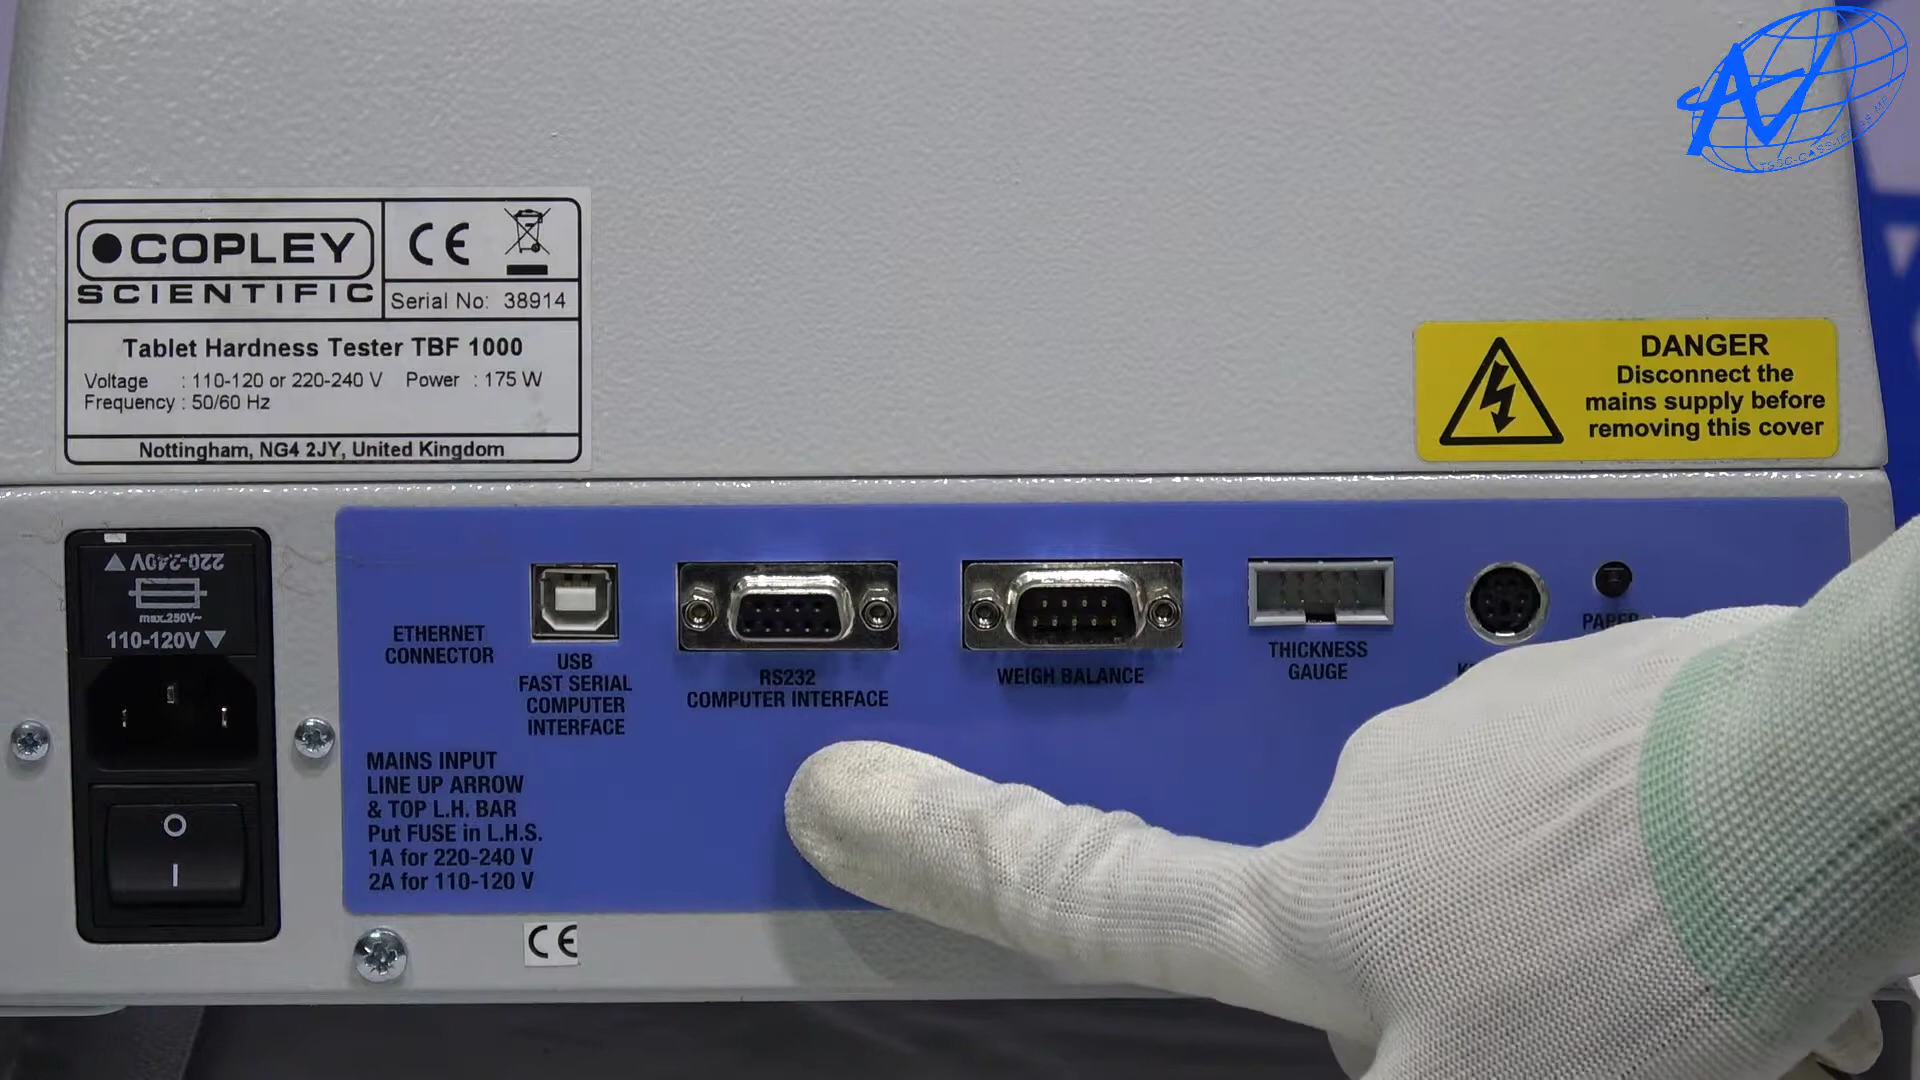 COPLEY
SCIENTIFIC
CE
Serial No: 38914
Tablet Hardness Tester TBF 1000
Voltage : 110-120 or 220-240 V Power : 175 W
Frequency : 50/60 Hz
Nottingham, NG4 2JY, United Kingdom
DANGER
Disconnect the
mains supply before
removing this cover
220-240V
max.250V~
110-120V
O
I
ETHERNET
CONNECTOR
USB
FAST SERIAL
COMPUTER
INTERFACE
RS232
COMPUTER INTERFACE
WEIGH BALANCE
THICKNESS
GAUGE
MAINS INPUT
LINE UP ARROW
& TOP L.H. BAR
Put FUSE in L.H.S.
1A for 220-240 V
2A for 110-120 V
CE